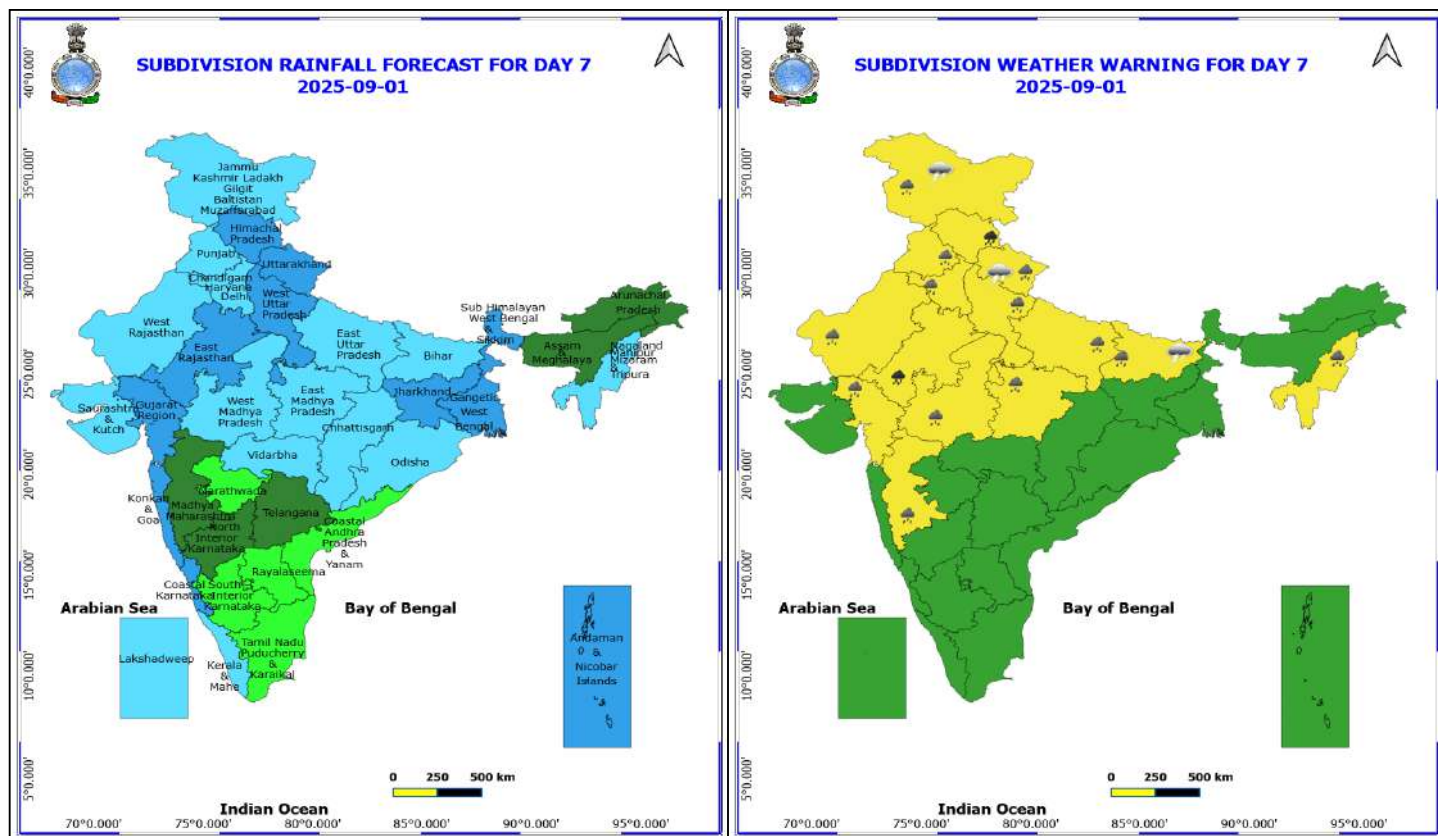 SUBDIVISION RAINFALL FORECAST FOR DAY 7
2025-09-01
40°0.000'
35°0.000'
30°0.000'
25°0.000'
20°0.000'
15°0.000'
10°0.000'
5°0.000'
Jammu
Kashmir Ladakh
Gilgit
Baltistan
Muzaffarabad
Himachal
Pradesh
Punjab
Uttarakhand
Chandigarh
Haryana
Delhi
West
Uttar
Pradesh
West
Rajasthan
East
Rajasthan
East
Uttar
Pradesh
Bihar
Sub Himalayan
West Bengal
&
Sikkim
Arunachal
Pradesh
Assam
&
Meghalaya
Nagaland
Manipur
Mizoram
&
Tripura
Jharkhand
Gangetic
West
Bengal
Gujarat
Region
Saurashtra
&
Kutch
West
Madhya
Pradesh
East
Madhya
Pradesh
Chhattisgarh
Vidarbha
Odisha
Marathwada
Konkan
&
Goa
Madhya
Maharashtra
North
Interior
Karnataka
Telangana
Coastal
Andhra
Pradesh
&
Yanam
Rayalaseema
Coastal
Karnataka
South
Interior
Karnataka
Arabian Sea
Bay of Bengal
Lakshadweep
Kerala
&
Mahe
Tamil Nadu
Puducherry
&
Karaikal
Andaman
&
Nicobar
Islands
0 250 500 km
Indian Ocean
70°0.000' 75°0.000' 80°0.000' 85°0.000' 90°0.000' 95°0.000'
SUBDIVISION WEATHER WARNING FOR DAY 7
2025-09-01
40°0.000'
35°0.000'
30°0.000'
25°0.000'
20°0.000'
15°0.000'
10°0.000'
5°0.000'
Arabian Sea
Bay of Bengal
0 250 500 km
Indian Ocean
70°0.000' 75°0.000' 80°0.000' 85°0.000' 90°0.000' 95°0.000'